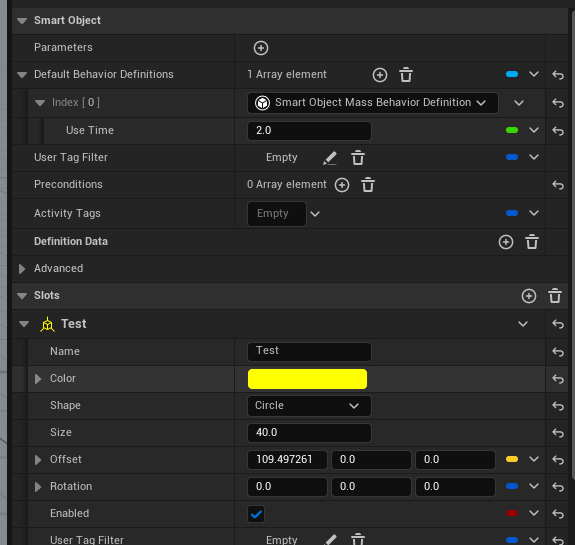 Smart Object
Parameters
Default Behavior Definitions 1 Array element
Index [ 0 ] Smart Object Mass Behavior Definition
Use Time 2.0
User Tag Filter Empty
Preconditions 0 Array element
Activity Tags Empty
Definition Data
Advanced
Slots
Test
Name Test
Color
Shape Circle
Size 40.0
Offset 109.497261 0.0 0.0
Rotation 0.0 0.0 0.0
Enabled
User Tag Filter Empty